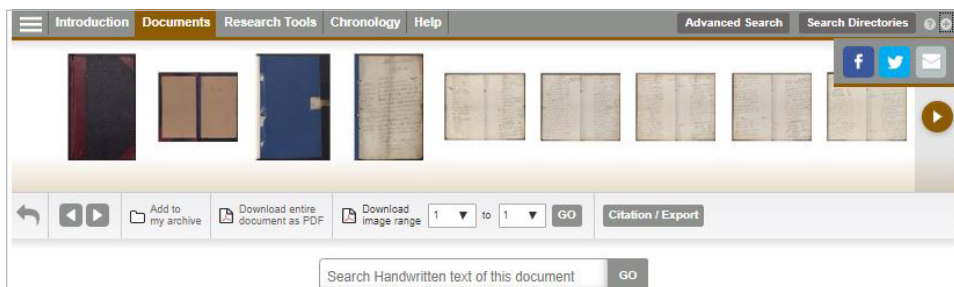 Introduction Documents Research Tools Chronology Help Advanced Search Search Directories
Add to
my archive
Download entire
document as PDF
Download
image range
1 to 1 GO
Citation / Export
Search Handwritten text of this document GO